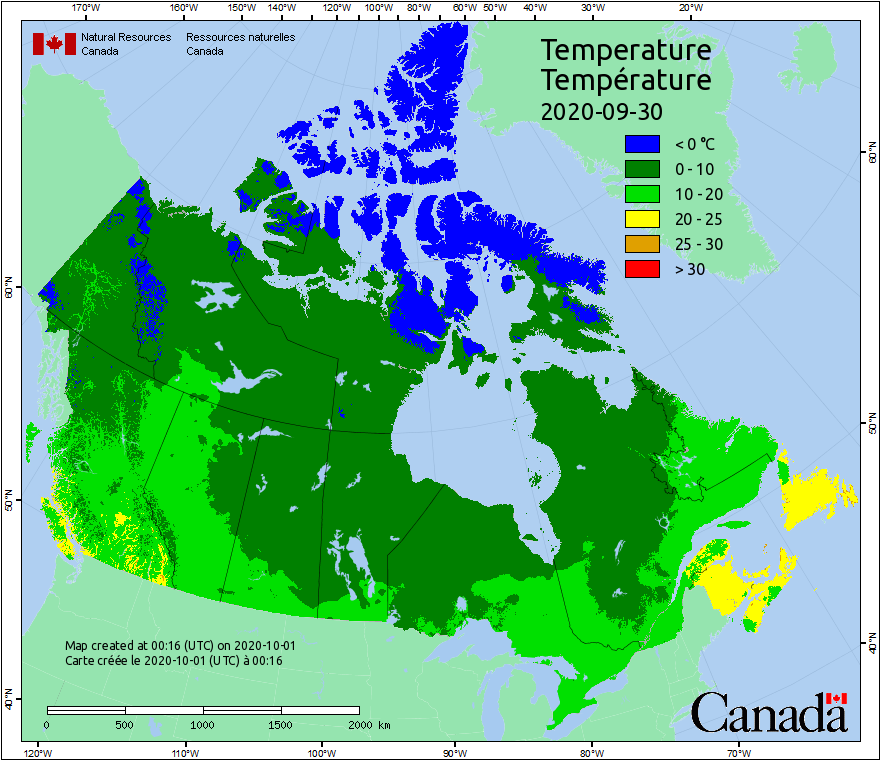 170°W 160°W 150°W 140°W 130°W 120°W 110°W 100°W 90°W 80°W 70°W 60°W 50°W 40°W 30°W 20°W
Natural Resources Ressources naturelles
Canada Canada
Temperature
Température
2020-09-30
< 0 °C
0 - 10
10 - 20
20 - 25
25 - 30
> 30
60°N
60°N
50°N
50°N
40°N
40°N
Map created at 00:16 (UTC) on 2020-10-01
Carte créée le 2020-10-01 (UTC) à 00:16
0 500 1000 1500 2000 km
Canada
120°W 110°W 100°W 90°W 80°W 70°W